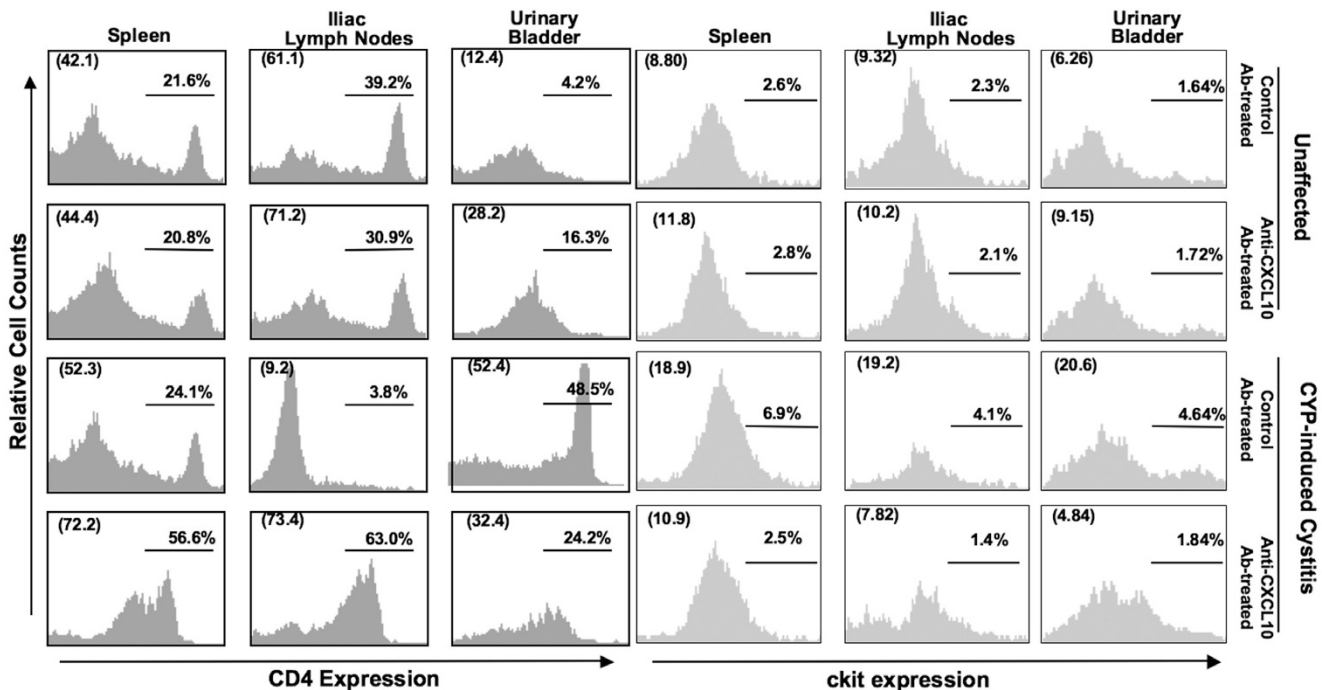 Spleen
Iliac
Lymph Nodes
Urinary
Bladder
Spleen
Iliac
Lymph Nodes
Urinary
Bladder
(42.1)
21.6%
(61.1)
39.2%
(12.4)
4.2%
(8.80)
2.6%
(9.32)
2.3%
(6.26)
1.64%
Control
Ab-treated
(44.4)
20.8%
(71.2)
30.9%
(28.2)
16.3%
(11.8)
2.8%
(10.2)
2.1%
(9.15)
1.72%
Anti-CXCL10
Ab-treated
Unaffected
(52.3)
24.1%
(9.2)
3.8%
(52.4)
48.5%
(18.9)
6.9%
(19.2)
4.1%
(20.6)
4.64%
Control
Ab-treated
(72.2)
56.6%
(73.4)
63.0%
(32.4)
24.2%
(10.9)
2.5%
(7.82)
1.4%
(4.84)
1.84%
Anti-CXCL10
Ab-treated
CYP-induced Cystitis
Relative Cell Counts
CD4 Expression
ckit expression